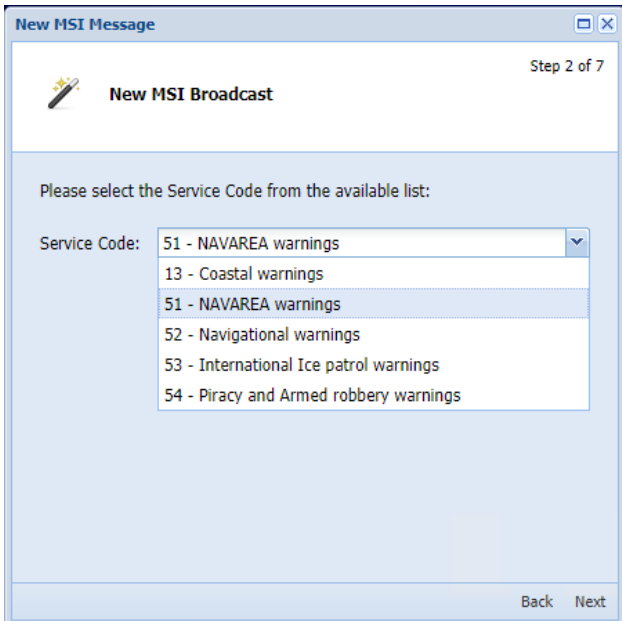 New MSI Message
Step 2 of 7
New MSI Broadcast
Please select the Service Code from the available list:
Service Code: 51 - NAVAREA warnings
13 - Coastal warnings
51 - NAVAREA warnings
52 - Navigational warnings
53 - International Ice patrol warnings
54 - Piracy and Armed robbery warnings
Back Next